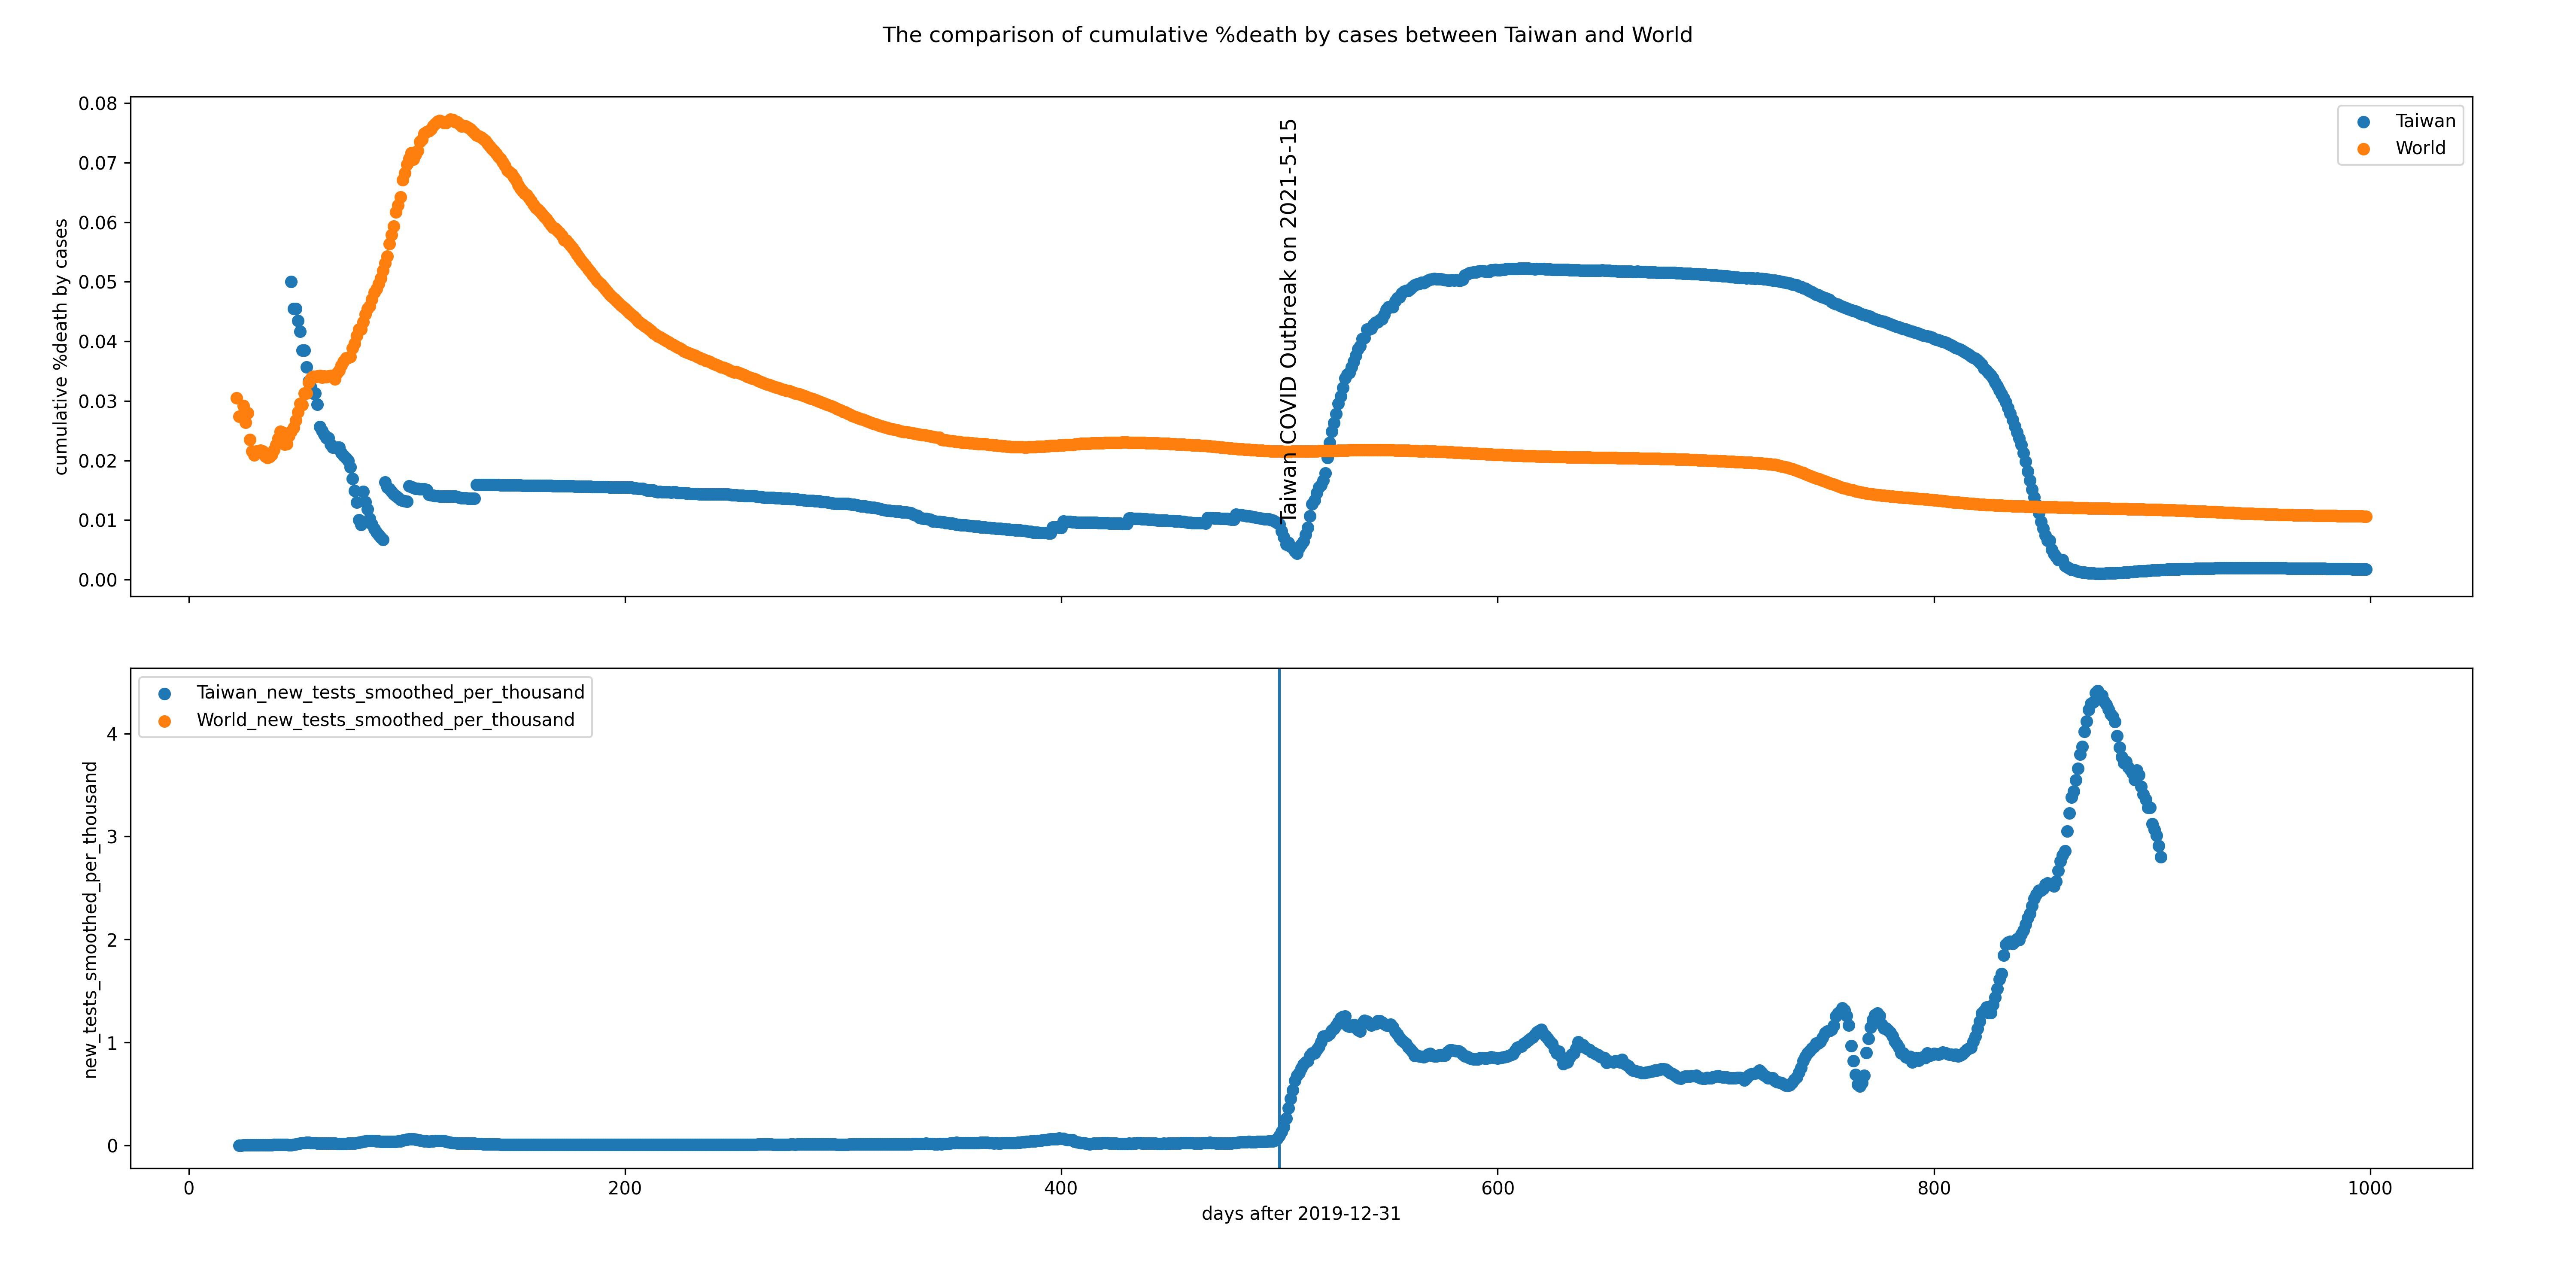 The comparison of cumulative %death by cases between Taiwan and World
cumulative %death by cases
0.08
0.07
0.06
0.05
0.04
0.03
0.02
0.01
0.00
Taiwan COVID Outbreak on 2021-5-15
Taiwan
World
new_tests_smoothed_per_thousand
4
3
2
1
0
Taiwan_new_tests_smoothed_per_thousand
World_new_tests_smoothed_per_thousand
0 200 400 600 800 1000
days after 2019-12-31